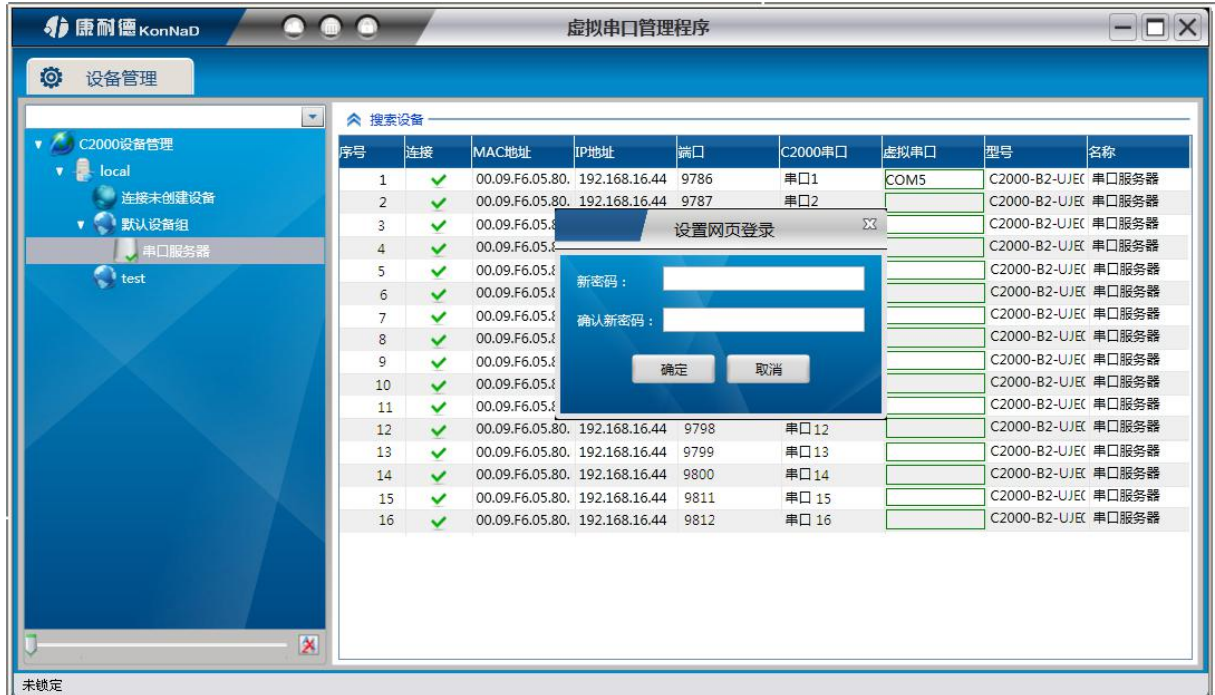 康耐德 KonNaD 虚拟串口管理程序
设备管理
搜索设备
C2000设备管理
local
连接未创建设备
默认设备组
串口服务器
test
序号 连接 MAC地址 IP地址 端口 C2000串口 虚拟串口 型号 名称
1 00.09.F6.05.80. 192.168.16.44 9786 串口1 COM5 C2000-B2-UJE( 串口服务器
2 00.09.F6.05.80. 192.168.16.44 9787 串口2 C2000-B2-UJE( 串口服务器
3 00.09.F6.05.8 C2000-B2-UJE( 串口服务器
4 00.09.F6.05.8 C2000-B2-UJE( 串口服务器
5 00.09.F6.05.8 C2000-B2-UJE( 串口服务器
6 00.09.F6.05.8 C2000-B2-UJE( 串口服务器
7 00.09.F6.05.8 C2000-B2-UJE( 串口服务器
8 00.09.F6.05.8 C2000-B2-UJE( 串口服务器
9 00.09.F6.05.8 C2000-B2-UJE( 串口服务器
10 00.09.F6.05.8 C2000-B2-UJE( 串口服务器
11 00.09.F6.05.8 C2000-B2-UJE( 串口服务器
12 00.09.F6.05.80. 192.168.16.44 9798 串口12 C2000-B2-UJE( 串口服务器
13 00.09.F6.05.80. 192.168.16.44 9799 串口13 C2000-B2-UJE( 串口服务器
14 00.09.F6.05.80. 192.168.16.44 9800 串口14 C2000-B2-UJE( 串口服务器
15 00.09.F6.05.80. 192.168.16.44 9811 串口 15 C2000-B2-UJE( 串口服务器
16 00.09.F6.05.80. 192.168.16.44 9812 串口 16 C2000-B2-UJE( 串口服务器
设置网页登录
新密码：
确认新密码：
确定 取消
未锁定